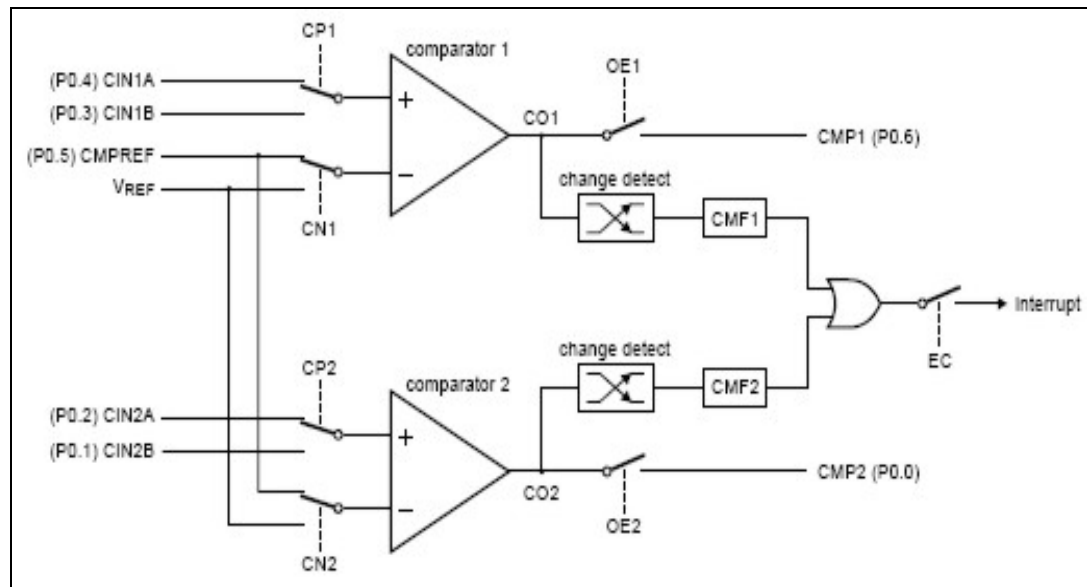 CP1
comparator 1
OE1
(P0.4) CIN1A
(P0.3) CIN1B
+
CO1
CMP1 (P0.6)
(P0.5) CMPREF
VREF
−
change detect
CN1
CMF1
Interrupt
change detect
EC
CP2
comparator 2
CMF2
(P0.2) CIN2A
(P0.1) CIN2B
+
CO2
CMP2 (P0.0)
−
OE2
CN2